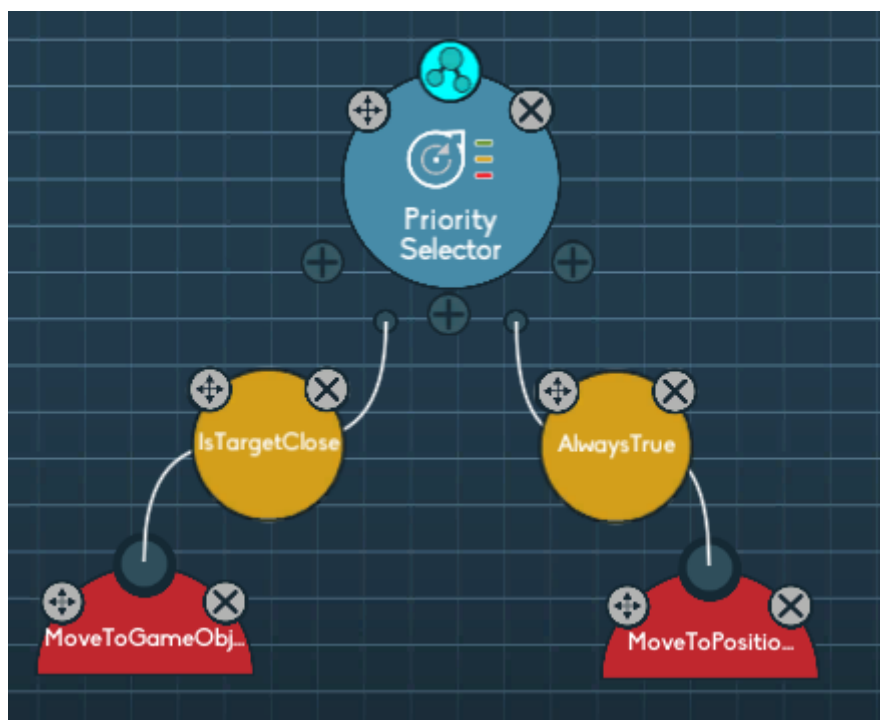 Priority
Selector
IsTargetClose
AlwaysTrue
MoveToGameObj...
MoveToPositio...